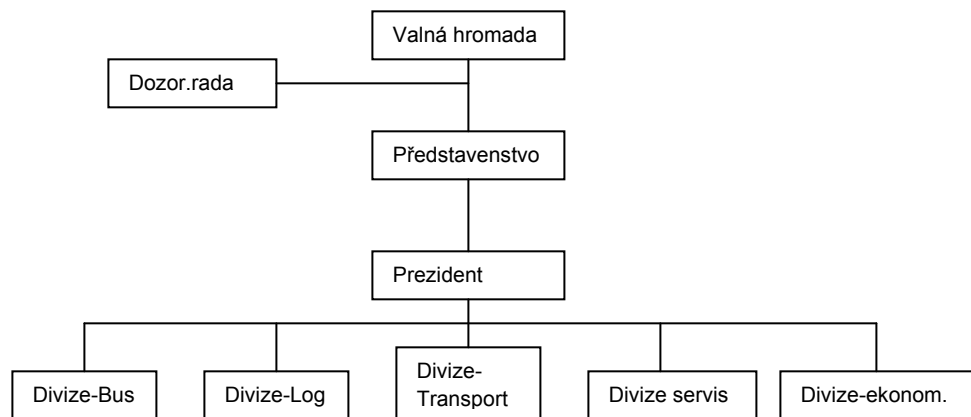 Valná hromada
Dozor.rada
Představenstvo
Prezident
Divize-Bus
Divize-Log
Divize-
Transport
Divize servis
Divize-ekonom.